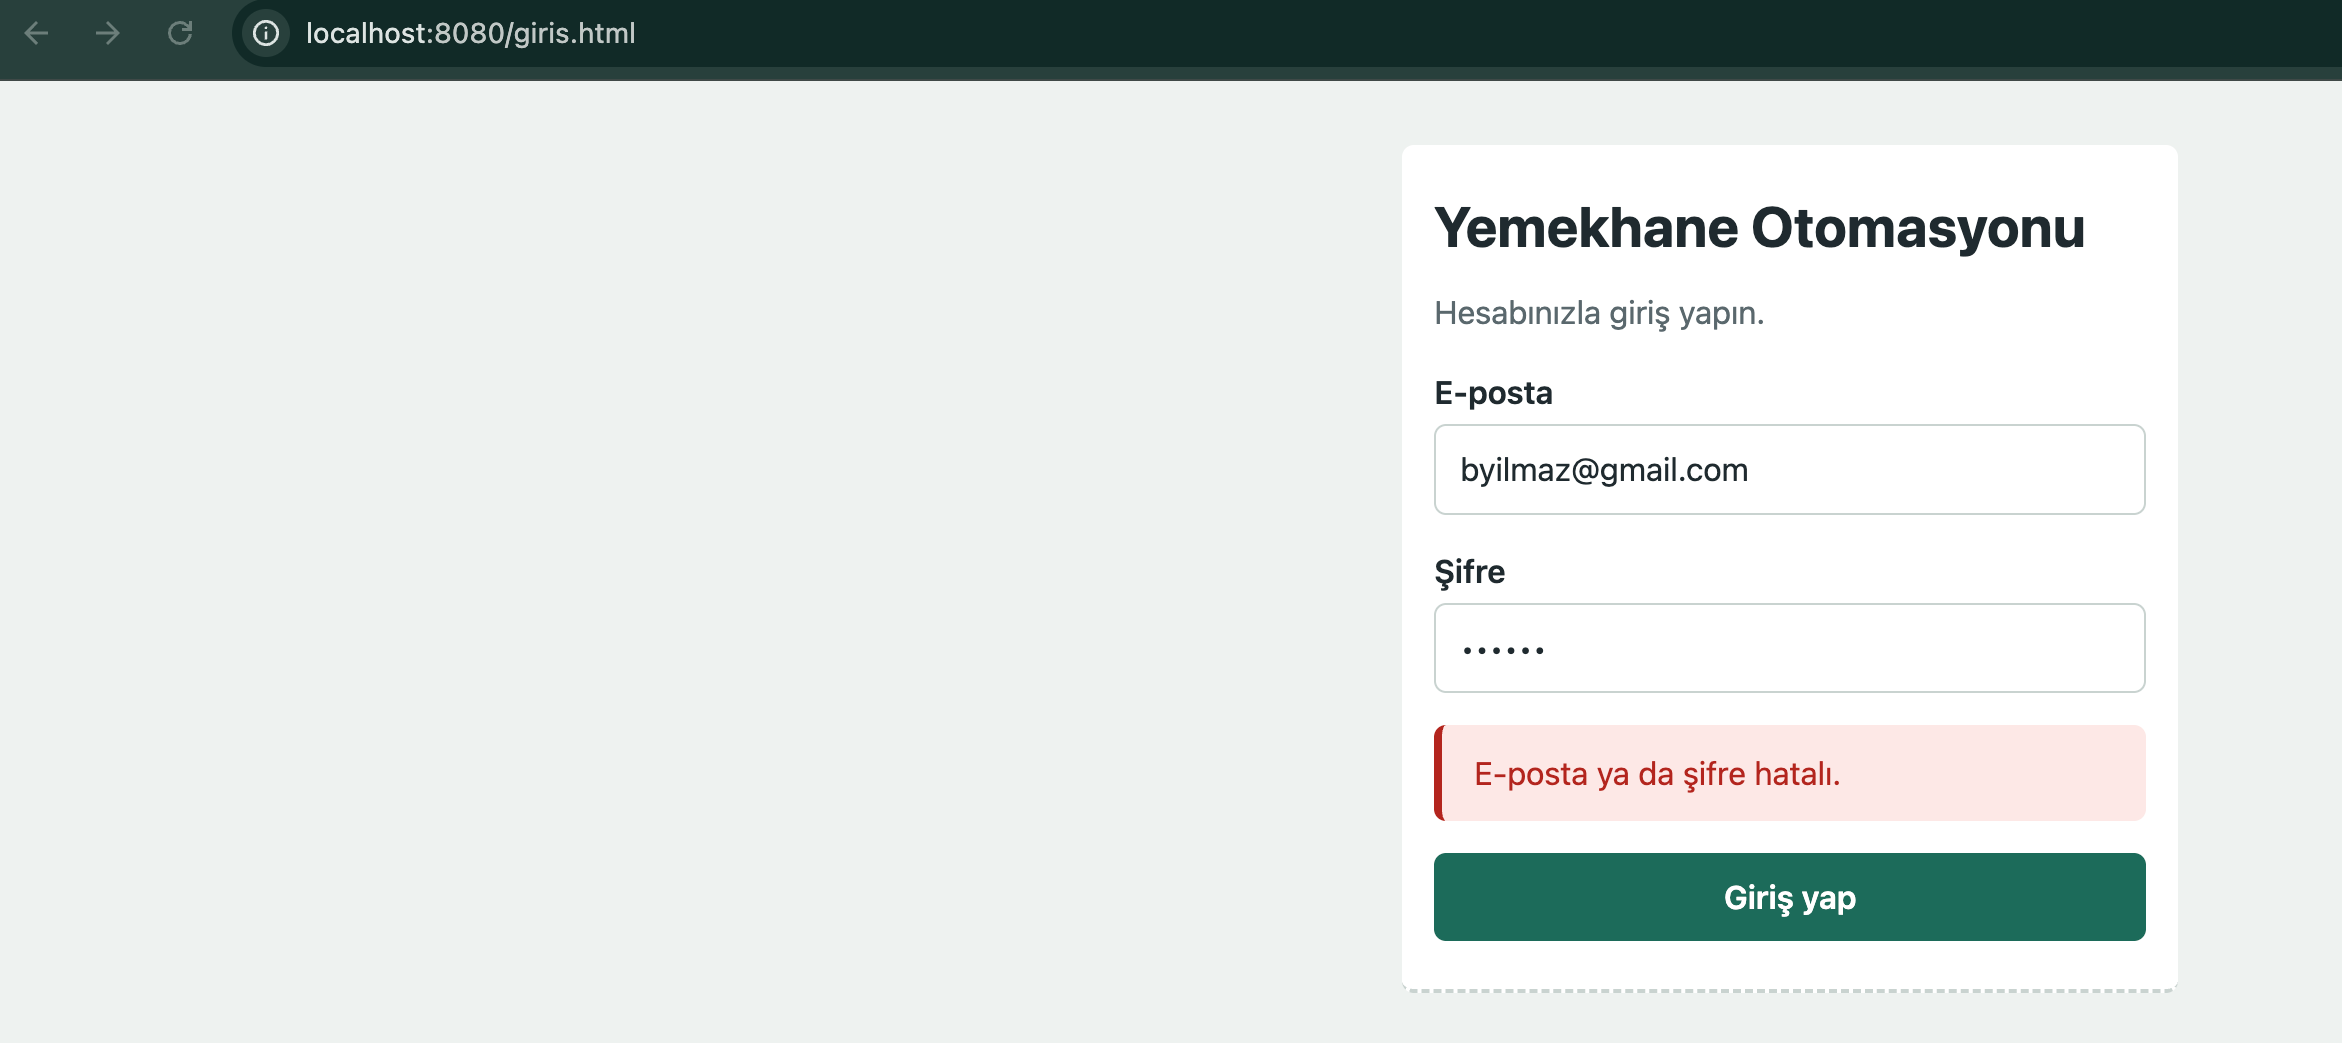 localhost:8080/giris.html
Yemekhane Otomasyonu
Hesabınızla giriş yapın.
E-posta
byilmaz@gmail.com
Şifre
••••••
E-posta ya da şifre hatalı.
Giriş yap